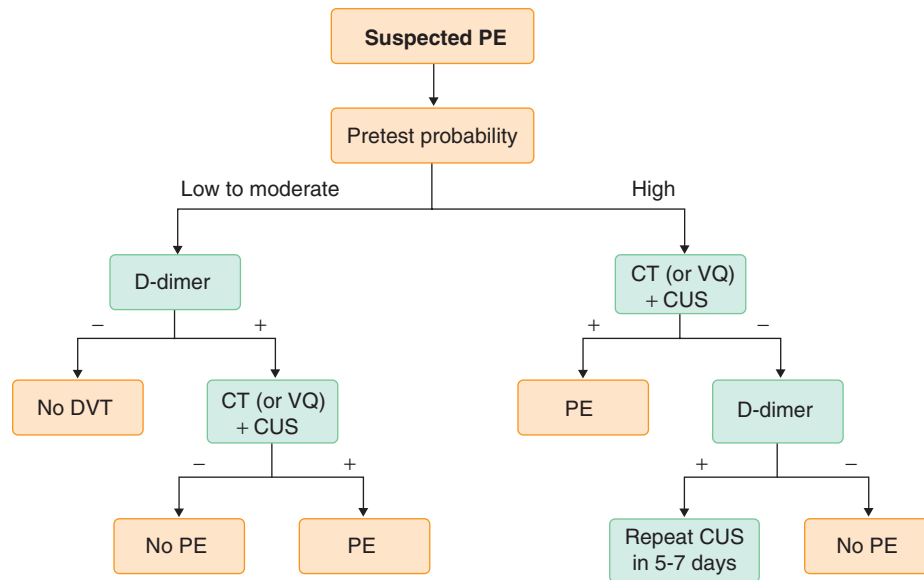 Suspected PE
Pretest probability
Low to moderate
High
D-dimer
CT (or VQ)
+ CUS
− +
+ −
No DVT
CT (or VQ)
+ CUS
PE
D-dimer
− +
+ −
No PE
PE
Repeat CUS
in 5-7 days
No PE